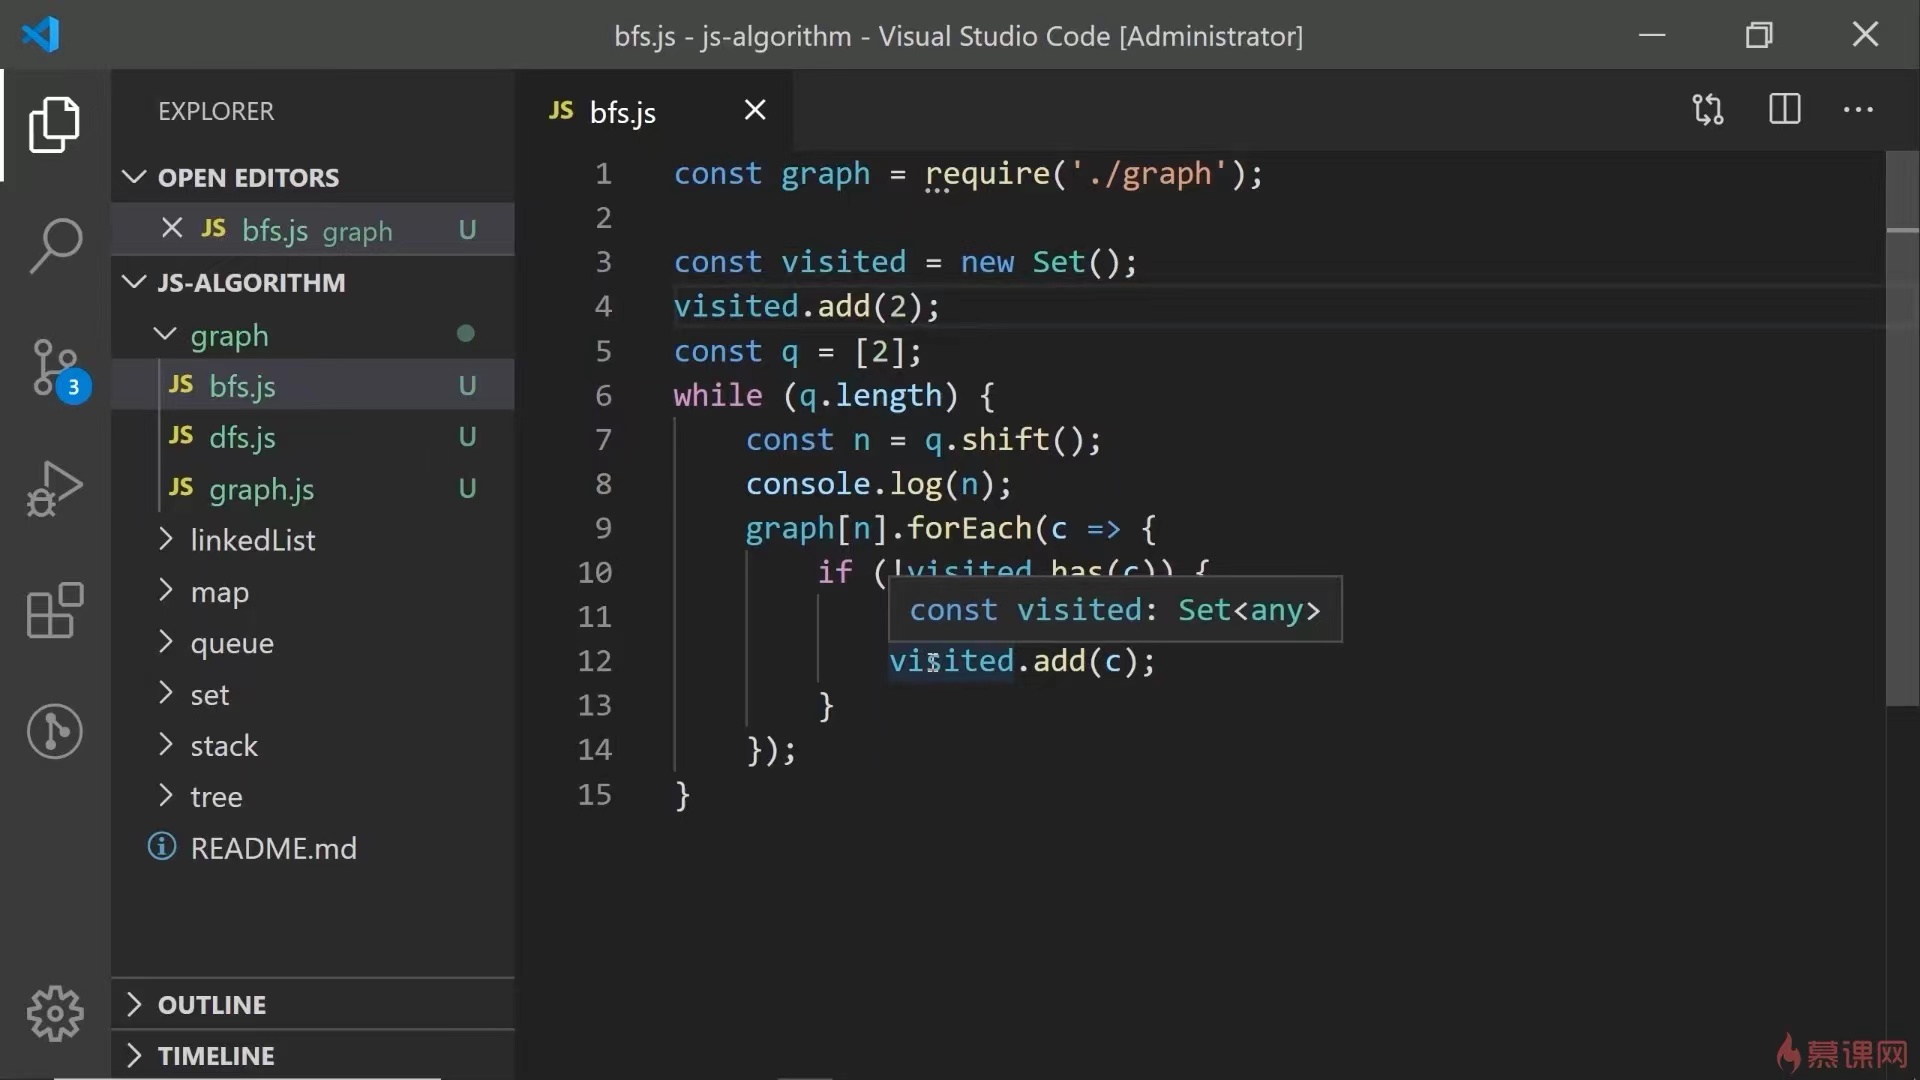 bfs.js - js-algorithm - Visual Studio Code [Administrator]
EXPLORER
OPEN EDITORS
JS bfs.js graph U
JS-ALGORITHM
graph
JS bfs.js U
JS dfs.js U
JS graph.js U
linkedList
map
queue
set
stack
tree
README.md
OUTLINE
TIMELINE
3
JS bfs.js
1 const graph = require('./graph');
2
3 const visited = new Set();
4 visited.add(2);
5 const q = [2];
6 while (q.length) {
7 const n = q.shift();
8 console.log(n);
9 graph[n].forEach(c => {
10 if (!visited.has(c)) {
11
const visited: Set<any>
12 visited.add(c);
13 }
14 });
15 }
慕课网